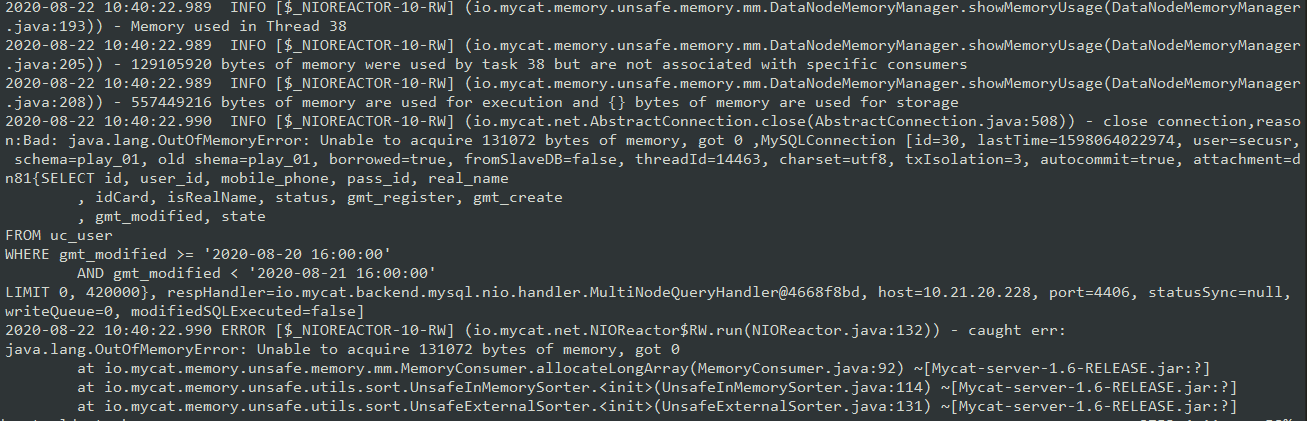 2020-08-22 10:40:22.989  INFO [$_NIOREACTOR-10-RW] (io.mycat.memory.unsafe.memory.mm.DataNodeMemoryManager.showMemoryUsage(DataNodeMemoryManager
.java:193)) - Memory used in Thread 38
2020-08-22 10:40:22.989  INFO [$_NIOREACTOR-10-RW] (io.mycat.memory.unsafe.memory.mm.DataNodeMemoryManager.showMemoryUsage(DataNodeMemoryManager
.java:205)) - 129105920 bytes of memory were used by task 38 but are not associated with specific consumers
2020-08-22 10:40:22.989  INFO [$_NIOREACTOR-10-RW] (io.mycat.memory.unsafe.memory.mm.DataNodeMemoryManager.showMemoryUsage(DataNodeMemoryManager
.java:208)) - 557449216 bytes of memory are used for execution and {} bytes of memory are used for storage
2020-08-22 10:40:22.990  INFO [$_NIOREACTOR-10-RW] (io.mycat.net.AbstractConnection.close(AbstractConnection.java:508)) - close connection,reaso
n:Bad: java.lang.OutOfMemoryError: Unable to acquire 131072 bytes of memory, got 0 ,MySQLConnection [id=30, lastTime=1598064022974, user=secusr,
 schema=play_01, old shema=play_01, borrowed=true, fromSlaveDB=false, threadId=14463, charset=utf8, txIsolation=3, autocommit=true, attachment=d
n81{SELECT id, user_id, mobile_phone, pass_id, real_name
        , idCard, isRealName, status, gmt_register, gmt_create
        , gmt_modified, state
FROM uc_user
WHERE gmt_modified >= '2020-08-20 16:00:00'
        AND gmt_modified < '2020-08-21 16:00:00'
LIMIT 0, 420000}, respHandler=io.mycat.backend.mysql.nio.handler.MultiNodeQueryHandler@4668f8bd, host=10.21.20.228, port=4406, statusSync=null,
writeQueue=0, modifiedSQLExecuted=false]
2020-08-22 10:40:22.990 ERROR [$_NIOREACTOR-10-RW] (io.mycat.net.NIOReactor$RW.run(NIOReactor.java:132)) - caught err:
java.lang.OutOfMemoryError: Unable to acquire 131072 bytes of memory, got 0
        at io.mycat.memory.unsafe.memory.mm.MemoryConsumer.allocateLongArray(MemoryConsumer.java:92) ~[Mycat-server-1.6-RELEASE.jar:?]
        at io.mycat.memory.unsafe.utils.sort.UnsafeInMemorySorter.<init>(UnsafeInMemorySorter.java:114) ~[Mycat-server-1.6-RELEASE.jar:?]
        at io.mycat.memory.unsafe.utils.sort.UnsafeExternalSorter.<init>(UnsafeExternalSorter.java:131) ~[Mycat-server-1.6-RELEASE.jar:?]